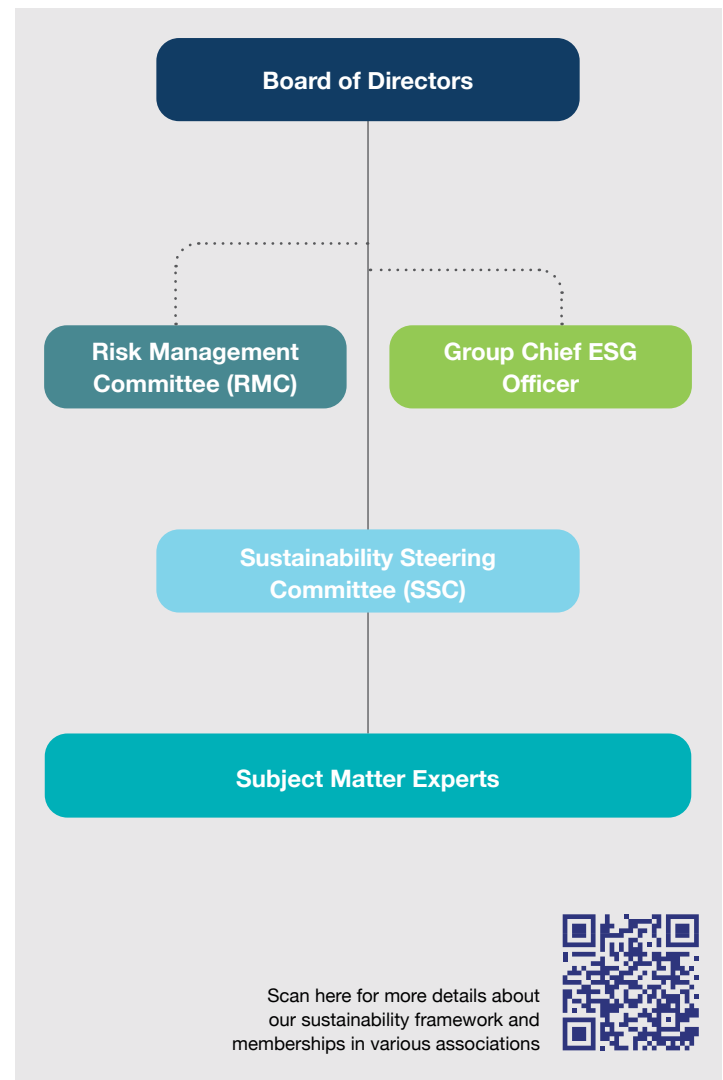 Board of Directors
Risk Management
Committee (RMC)
Group Chief ESG
Officer
Sustainability Steering
Committee (SSC)
Subject Matter Experts
Scan here for more details about
our sustainability framework and
memberships in various associations